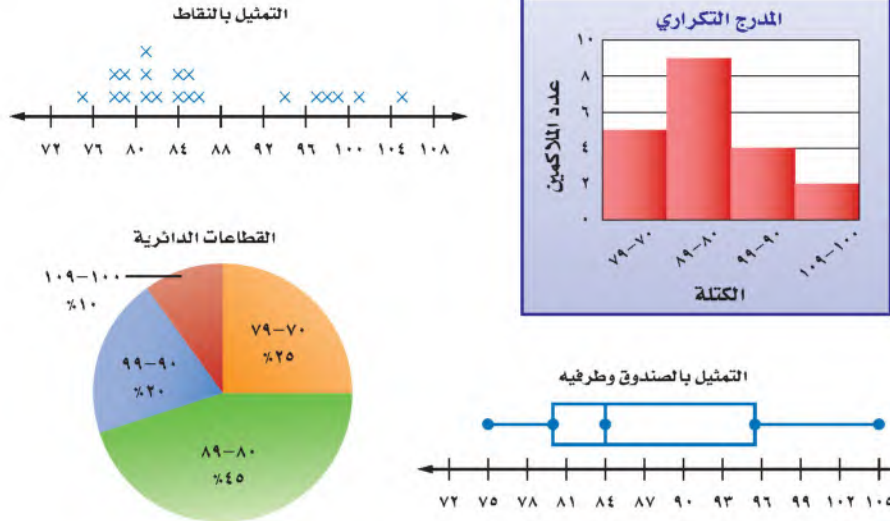 المدرج التكراري
عدد الملاكمين
١٠
٨
٦
٤
٢
٠
٧٩-٧٠
٨٩-٨٠
٩٩-٩٠
١٠٩-١٠٠
الكتلة
التمثيل بالنقاط
٧٢ ٧٦ ٨٠ ٨٤ ٨٨ ٩٢ ٩٦ ١٠٠ ١٠٤ ١٠٨
القطاعات الدائرية
١٠٩-١٠٠
٪١٠
٧٩-٧٠
٪٢٥
٩٩-٩٠
٪٢٠
٨٩-٨٠
٪٤٥
التمثيل بالصندوق وطرفيه
٧٢ ٧٥ ٧٨ ٨١ ٨٤ ٨٧ ٩٠ ٩٣ ٩٦ ٩٩ ١٠٢ ١٠٥